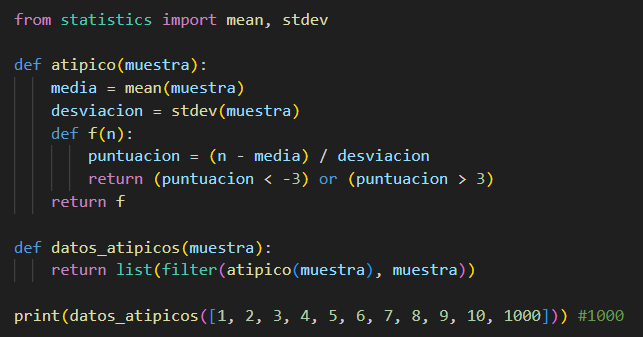 from statistics import mean, stdev

def atipico(muestra):
    media = mean(muestra)
    desviacion = stdev(muestra)
    def f(n):
        puntuacion = (n - media) / desviacion
        return (puntuacion < -3) or (puntuacion > 3)
    return f

def datos_atipicos(muestra):
    return list(filter(atipico(muestra), muestra))

print(datos_atipicos([1, 2, 3, 4, 5, 6, 7, 8, 9, 10, 1000])) #1000